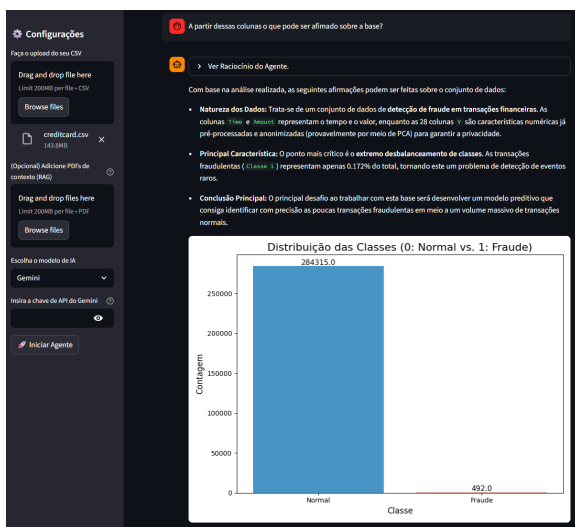 Configurações
Faça o upload do seu CSV
Drag and drop file here
Limit 200MB per file • CSV
Browse files
creditcard.csv
143.8MB
(Opcional) Adicione PDFs de
contexto (RAG)
Drag and drop files here
Limit 200MB per file • PDF
Browse files
Escolha o modelo de IA
Gemini
Insira a chave de API do Gemini
Iniciar Agente
A partir dessas colunas o que pode ser afimado sobre a base?
Ver Raciocínio do Agente.
Com base na análise realizada, as seguintes afirmações podem ser feitas sobre o conjunto de dados:
• Natureza dos Dados: Trata-se de um conjunto de dados de detecção de fraude em transações financeiras. As
colunas Time e Amount representam o tempo e o valor, enquanto as 28 colunas V são características numéricas já
pré-processadas e anonimizadas (provavelmente por meio de PCA) para garantir a privacidade.
• Principal Característica: O ponto mais crítico é o extremo desbalanceamento de classes. As transações
fraudulentas (Classe 1) representam apenas 0.172% do total, tornando este um problema de detecção de eventos
raros.
• Conclusão Principal: O principal desafio ao trabalhar com esta base será desenvolver um modelo preditivo que
consiga identificar com precisão as poucas transações fraudulentas em meio a um volume massivo de transações
normais.
Distribuição das Classes (0: Normal vs. 1: Fraude)
284315.0
250000
200000
150000
100000
50000
0
Contagem
492.0
Normal
Fraude
Classe